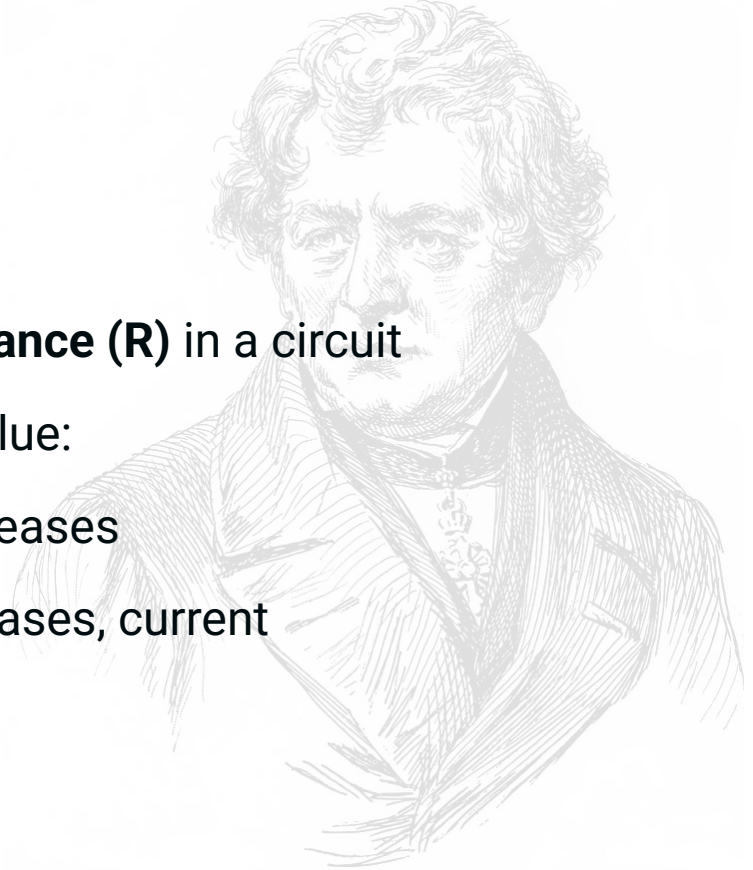 ance (R) in a circuit
lue:
eases
ases, current